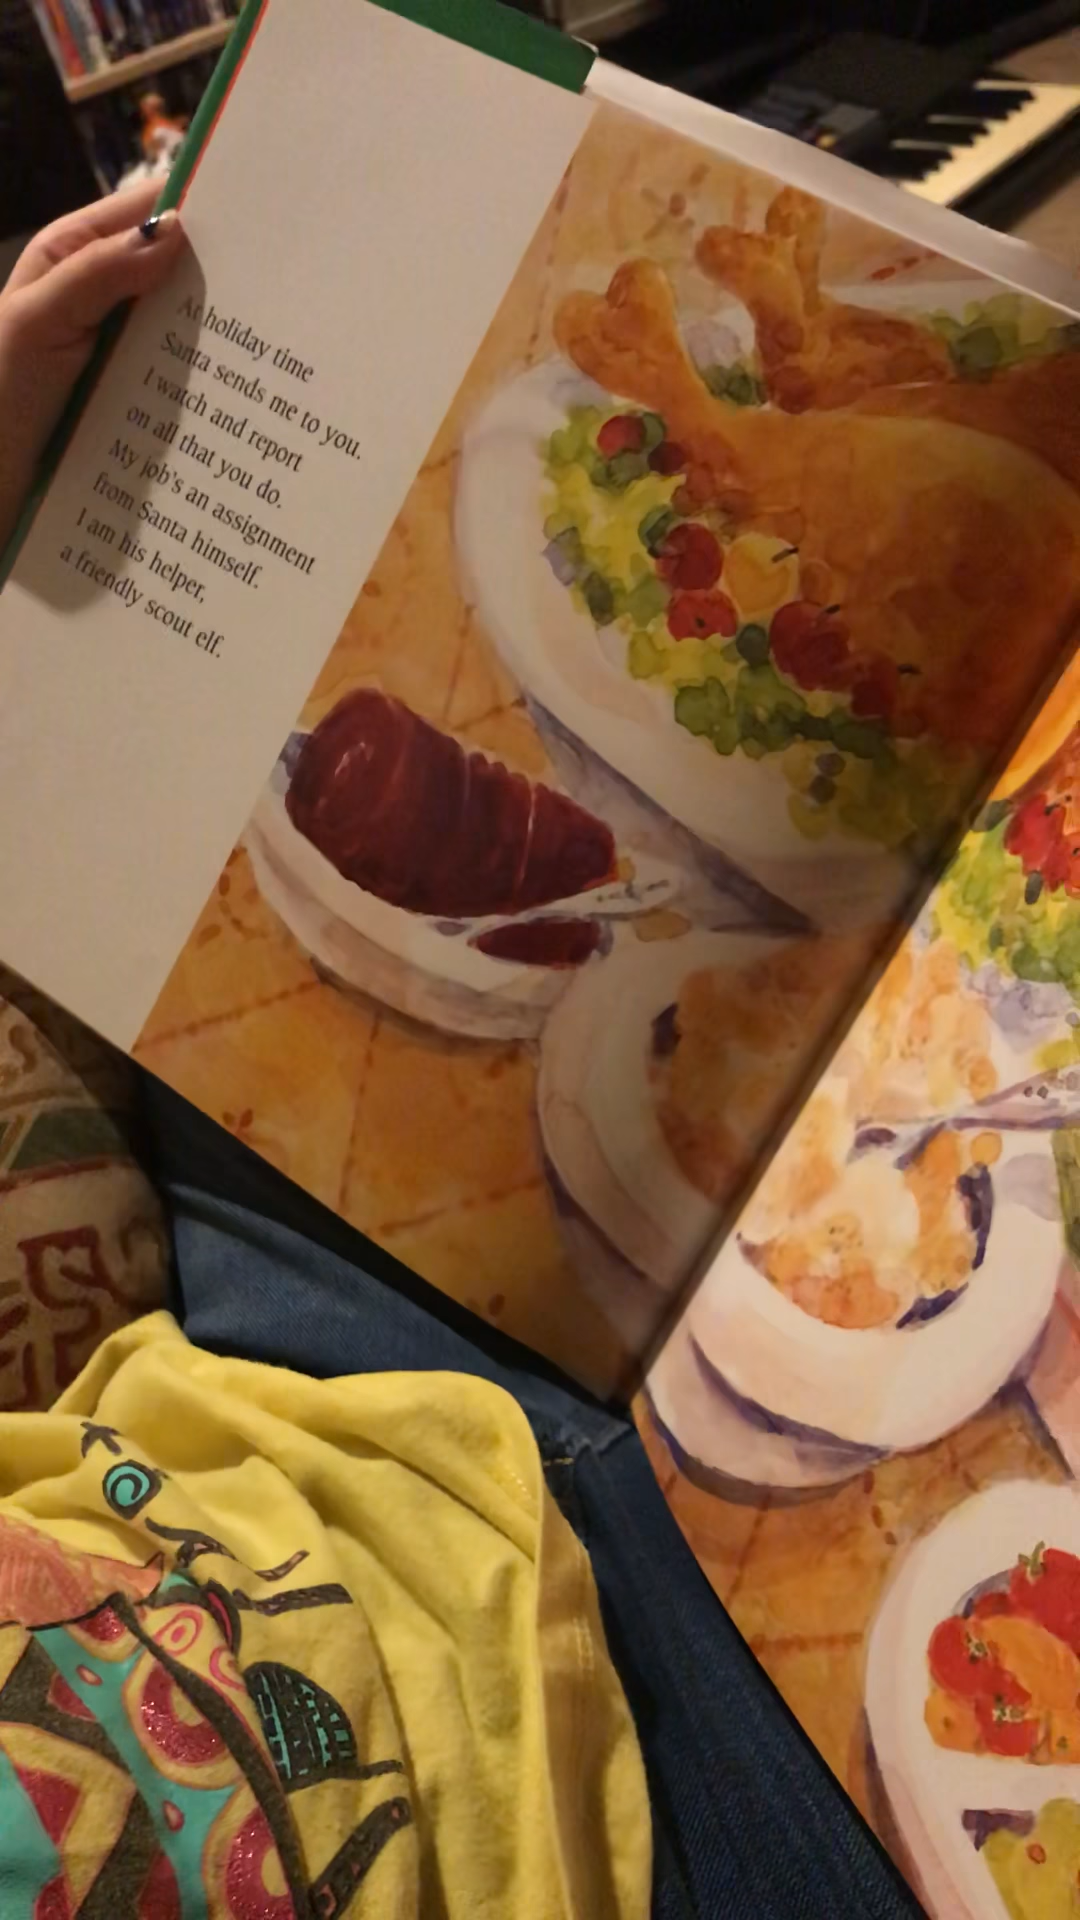 At holiday time
Santa sends me to you.
I watch and report
on all that you do.
My job's an assignment
from Santa himself.
I am his helper,
a friendly scout elf.